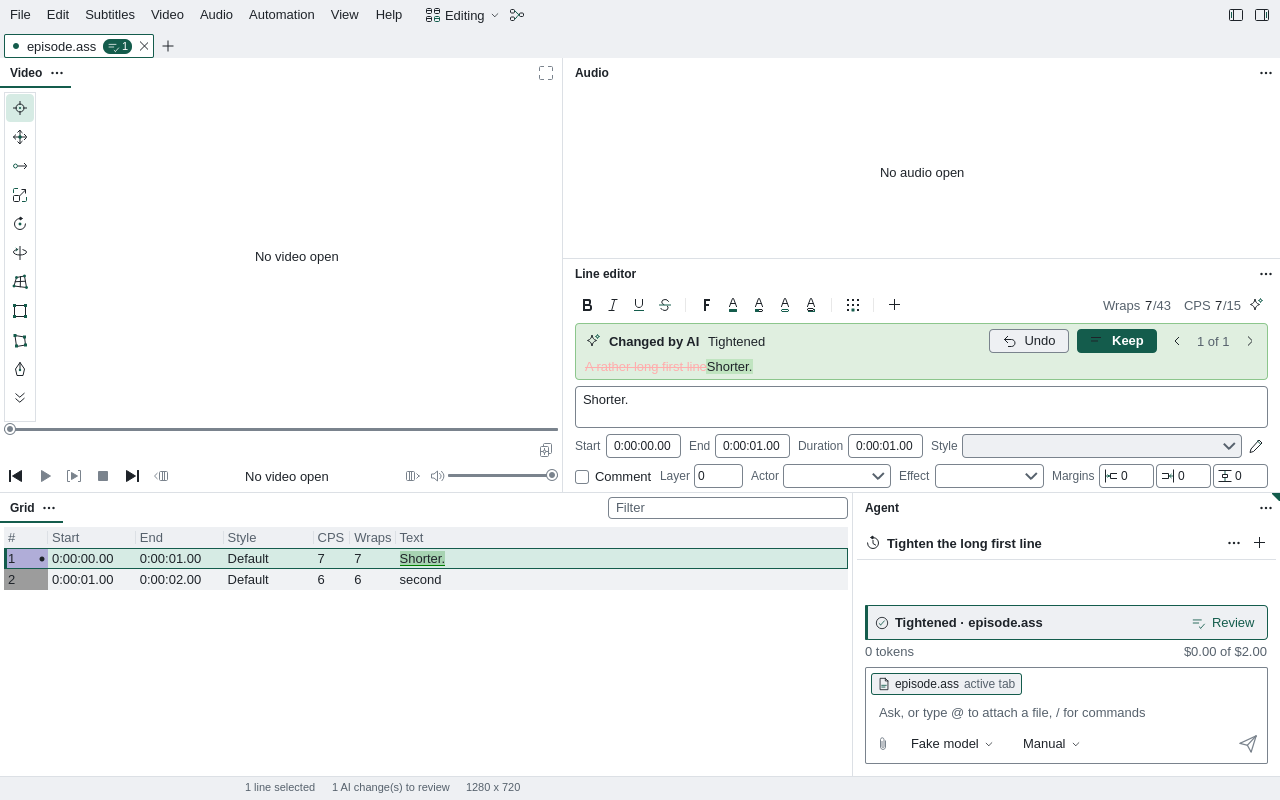 File Edit Subtitles Video Audio Automation View Help Editing
episode.ass 1
Video
Audio
No video open
No audio open
Line editor
B I U S F A A A A Wraps 7/43 CPS 7/15
Changed by AI Tightened Undo Keep 1 of 1
A rather long first lineShorter.
Shorter.
Start 0:00:00.00 End 0:00:01.00 Duration 0:00:01.00 Style
Comment Layer 0 Actor Effect Margins 0 0 0
No video open
Grid Filter
# Start End Style CPS Wraps Text
1 0:00:00.00 0:00:01.00 Default 7 7 Shorter.
2 0:00:01.00 0:00:02.00 Default 6 6 second
Agent
Tighten the long first line
Tightened · episode.ass Review
0 tokens $0.00 of $2.00
episode.ass active tab
Ask, or type @ to attach a file, / for commands
Fake model Manual
1 line selected 1 AI change(s) to review 1280 x 720